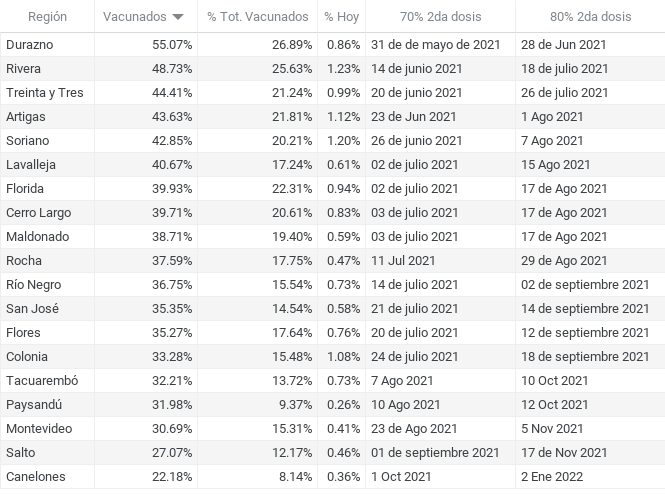 Región Vacunados % Tot. Vacunados % Hoy 70% 2da dosis 80% 2da dosis
Durazno 55.07% 26.89% 0.86% 31 de de mayo de 2021 28 de Jun 2021
Rivera 48.73% 25.63% 1.23% 14 de junio 2021 18 de julio 2021
Treinta y Tres 44.41% 21.24% 0.99% 20 de junio 2021 26 de julio 2021
Artigas 43.63% 21.81% 1.12% 23 de Jun 2021 1 Ago 2021
Soriano 42.85% 20.21% 1.20% 26 de junio 2021 7 Ago 2021
Lavalleja 40.67% 17.24% 0.61% 02 de julio 2021 15 Ago 2021
Florida 39.93% 22.31% 0.94% 02 de julio 2021 17 de Ago 2021
Cerro Largo 39.71% 20.61% 0.83% 03 de julio 2021 17 de Ago 2021
Maldonado 38.71% 19.40% 0.59% 03 de julio 2021 17 de Ago 2021
Rocha 37.59% 17.75% 0.47% 11 Jul 2021 29 de Ago 2021
Río Negro 36.75% 15.54% 0.73% 14 de julio 2021 02 de septiembre 2021
San José 35.35% 14.54% 0.58% 21 de julio 2021 14 de septiembre 2021
Flores 35.27% 17.64% 0.76% 20 de julio 2021 12 de septiembre 2021
Colonia 33.28% 15.48% 1.08% 24 de julio 2021 18 de septiembre 2021
Tacuarembó 32.21% 13.72% 0.73% 7 Ago 2021 10 Oct 2021
Paysandú 31.98% 9.37% 0.26% 10 Ago 2021 12 Oct 2021
Montevideo 30.69% 15.31% 0.41% 23 de Ago 2021 5 Nov 2021
Salto 27.07% 12.17% 0.46% 01 de septiembre 2021 17 de Nov 2021
Canelones 22.18% 8.14% 0.36% 1 Oct 2021 2 Ene 2022